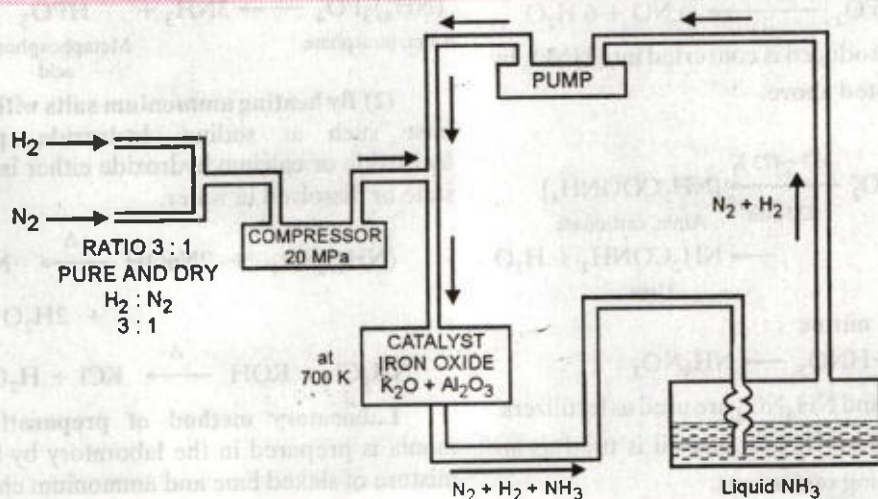 PUMP
H₂
N₂
N₂ + H₂
COMPRESSOR
20 MPa
RATIO 3 : 1
PURE AND DRY
H₂ : N₂
3 : 1
at
700 K
CATALYST
IRON OXIDE
K₂O + Al₂O₃
N₂ + H₂ + NH₃
Liquid NH₃